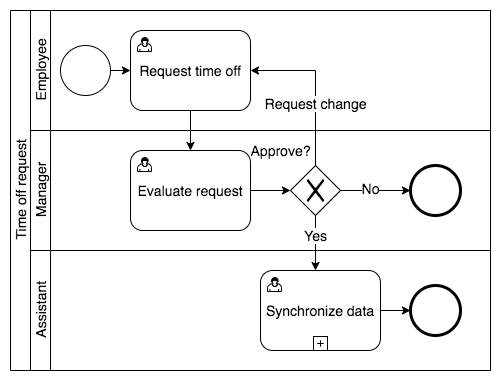 Time off request
Employee
Request time off
Request change
Manager
Approve?
Evaluate request
No
Yes
Assistant
Synchronize data